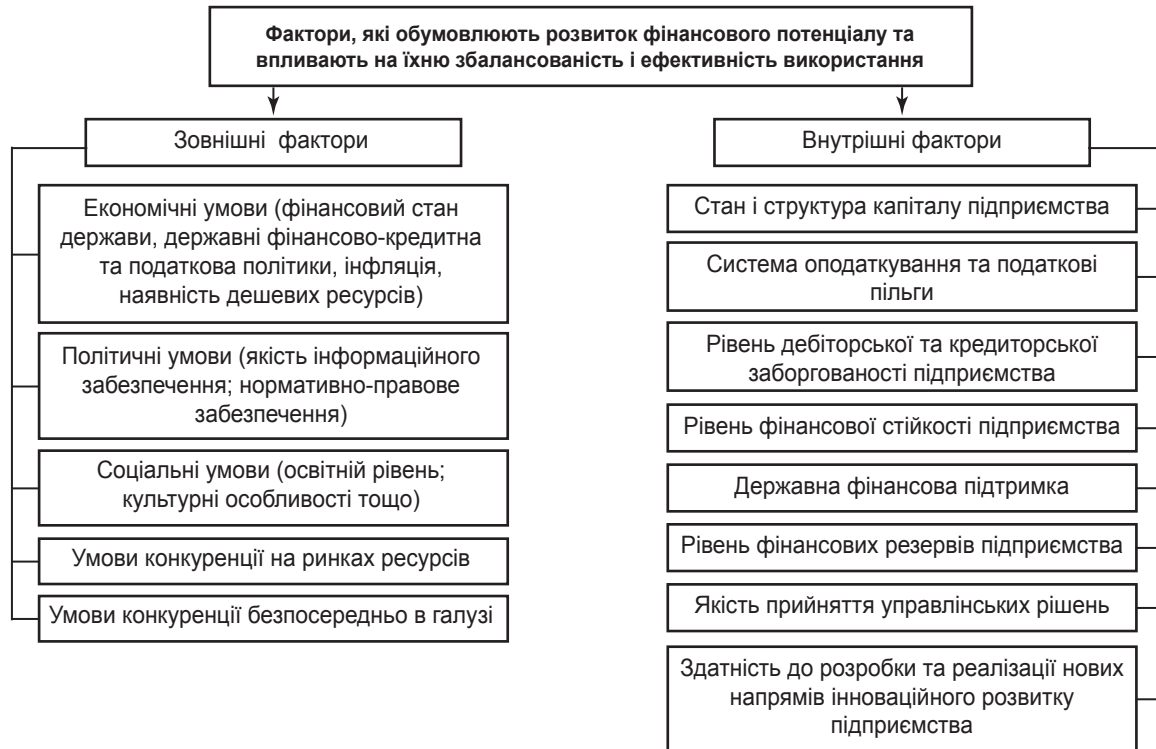 Фактори, які обумовлюють розвиток фінансового потенціалу та
впливають на їхню збалансованість і ефективність використання
Зовнішні фактори
Економічні умови (фінансовий стан
держави, державні фінансово-кредитна
та податкова політики, інфляція,
наявність дешевих ресурсів)
Політичні умови (якість інформаційного
забезпечення; нормативно-правове
забезпечення)
Соціальні умови (освітній рівень;
культурні особливості тощо)
Умови конкуренції на ринках ресурсів
Умови конкуренції безпосередньо в галузі
Внутрішні фактори
Стан і структура капіталу підприємства
Система оподаткування та податкові
пільги
Рівень дебіторської та кредиторської
заборгованості підприємства
Рівень фінансової стійкості підприємства
Державна фінансова підтримка
Рівень фінансових резервів підприємства
Якість прийняття управлінських рішень
Здатність до розробки та реалізації нових
напрямів інноваційного розвитку
підприємства